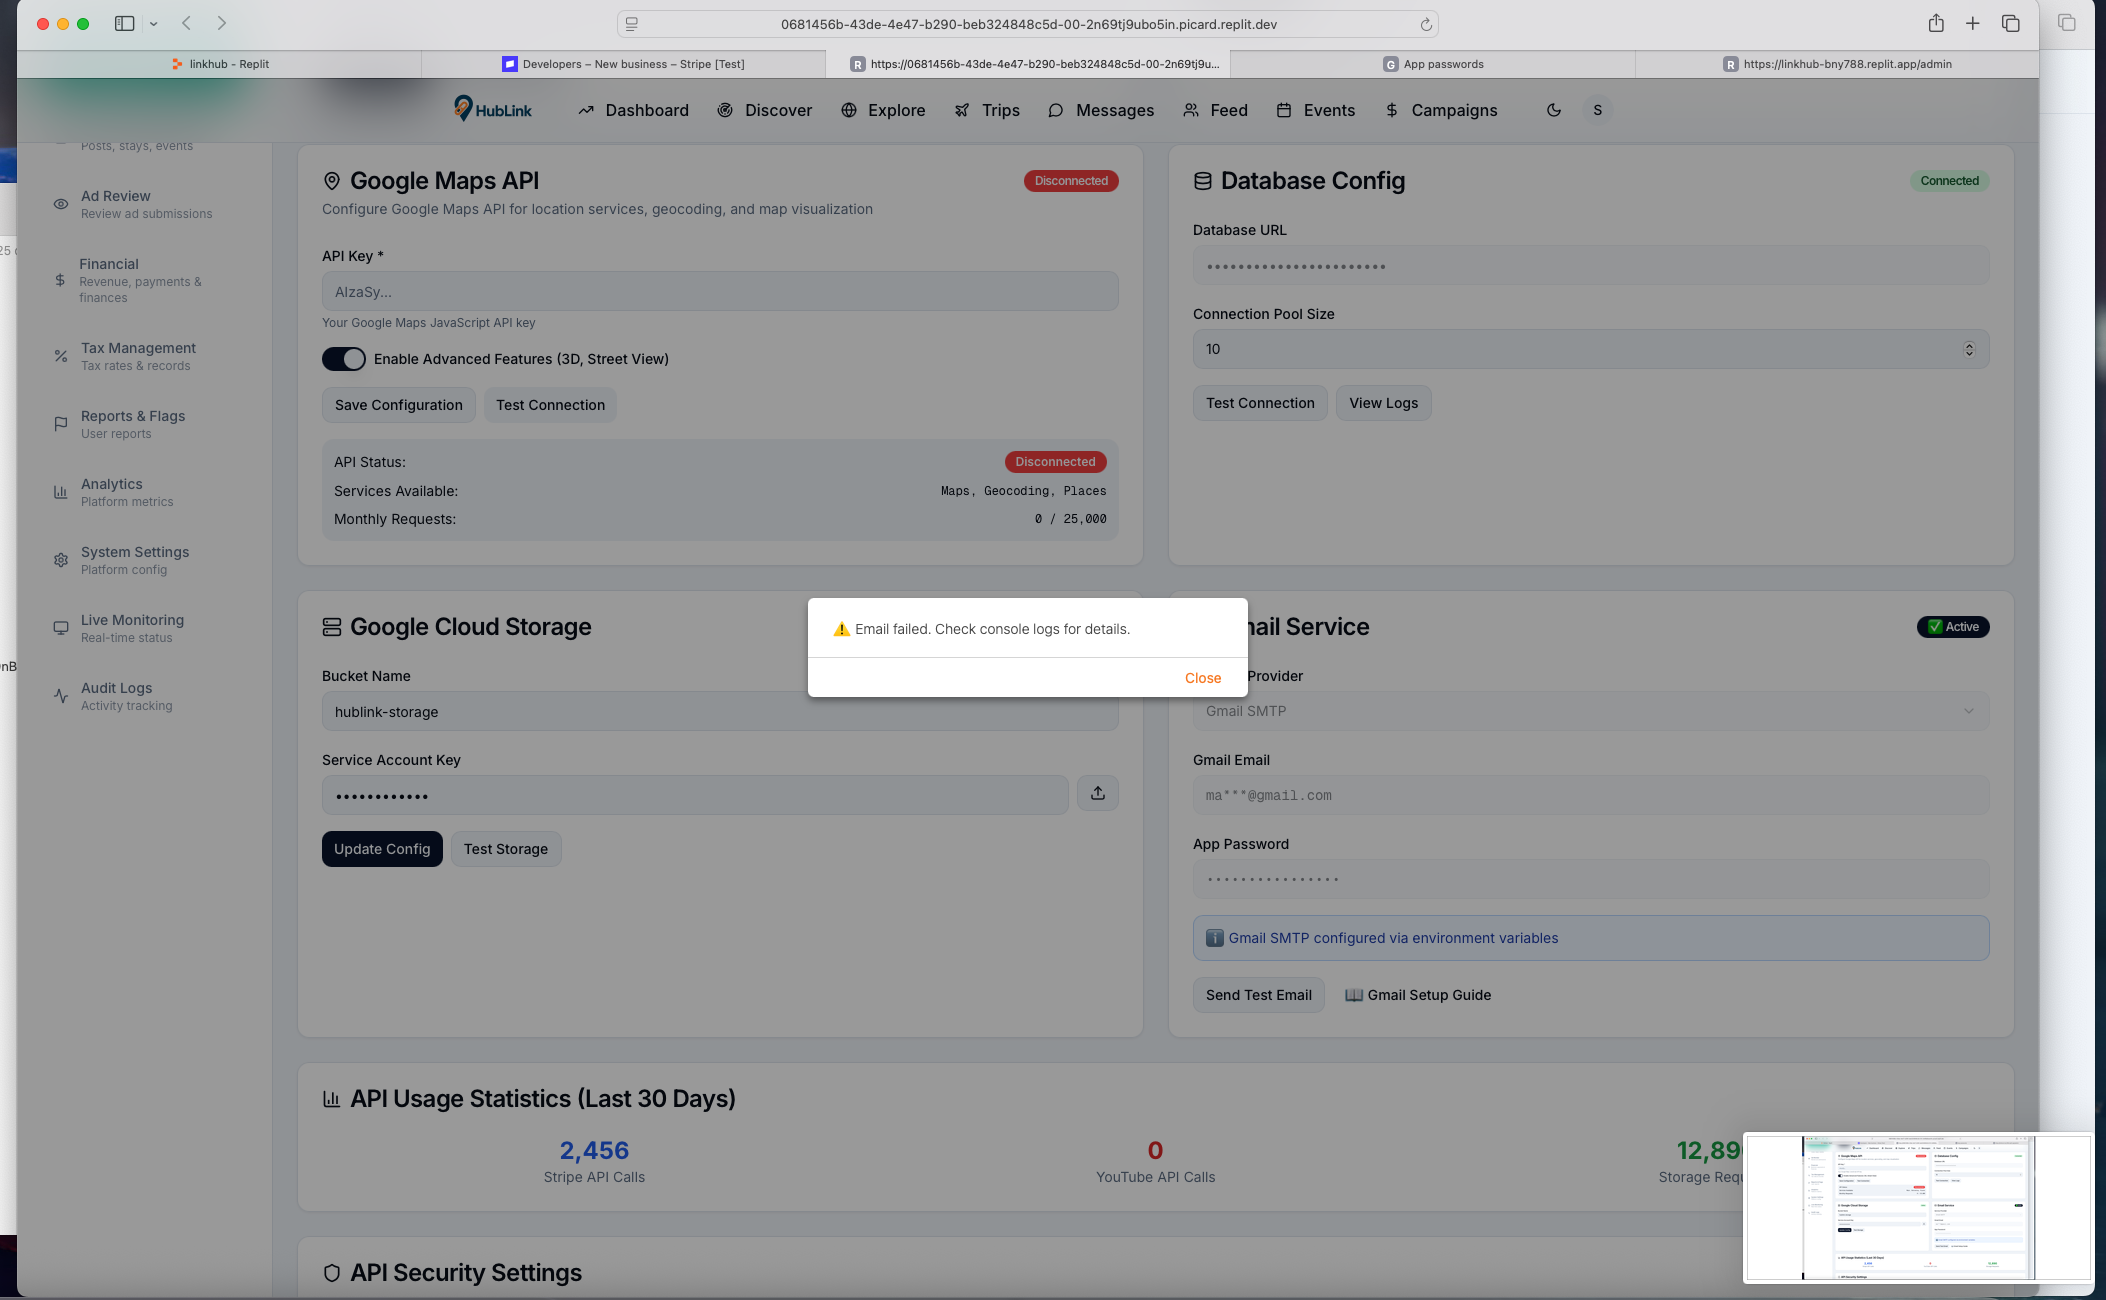 0681456b-43de-4e47-b290-beb324848c5d-00-2n69tj9ubo5in.picard.replit.dev
linkhub - Replit
Developers – New business – Stripe [Test]
R https://0681456b-43de-4e47-b290-beb324848c5d-00-2n69tj9u...
G App passwords
R https://linkhub-bny788.replit.app/admin
HubLink
Dashboard
Discover
Explore
Trips
Messages
Feed
Events
Campaigns
S
Posts, stays, events
Ad Review
Review ad submissions
Financial
Revenue, payments &
finances
Tax Management
Tax rates & records
Reports & Flags
User reports
Analytics
Platform metrics
System Settings
Platform config
Live Monitoring
Real-time status
Audit Logs
Activity tracking
Google Maps API
Disconnected
Configure Google Maps API for location services, geocoding, and map visualization
API Key *
AIzaSy...
Your Google Maps JavaScript API key
Enable Advanced Features (3D, Street View)
Save Configuration
Test Connection
API Status:
Disconnected
Services Available:
Maps, Geocoding, Places
Monthly Requests:
0 / 25,000
Database Config
Connected
Database URL
Connection Pool Size
10
Test Connection
View Logs
Google Cloud Storage
Bucket Name
hublink-storage
Service Account Key
Update Config
Test Storage
⚠️ Email failed. Check console logs for details.
Close
ail Service
✅ Active
Provider
Gmail SMTP
Gmail Email
ma***@gmail.com
App Password
ℹ️ Gmail SMTP configured via environment variables
Send Test Email
📖 Gmail Setup Guide
API Usage Statistics (Last 30 Days)
2,456
Stripe API Calls
0
YouTube API Calls
12,89
Storage Requ
API Security Settings